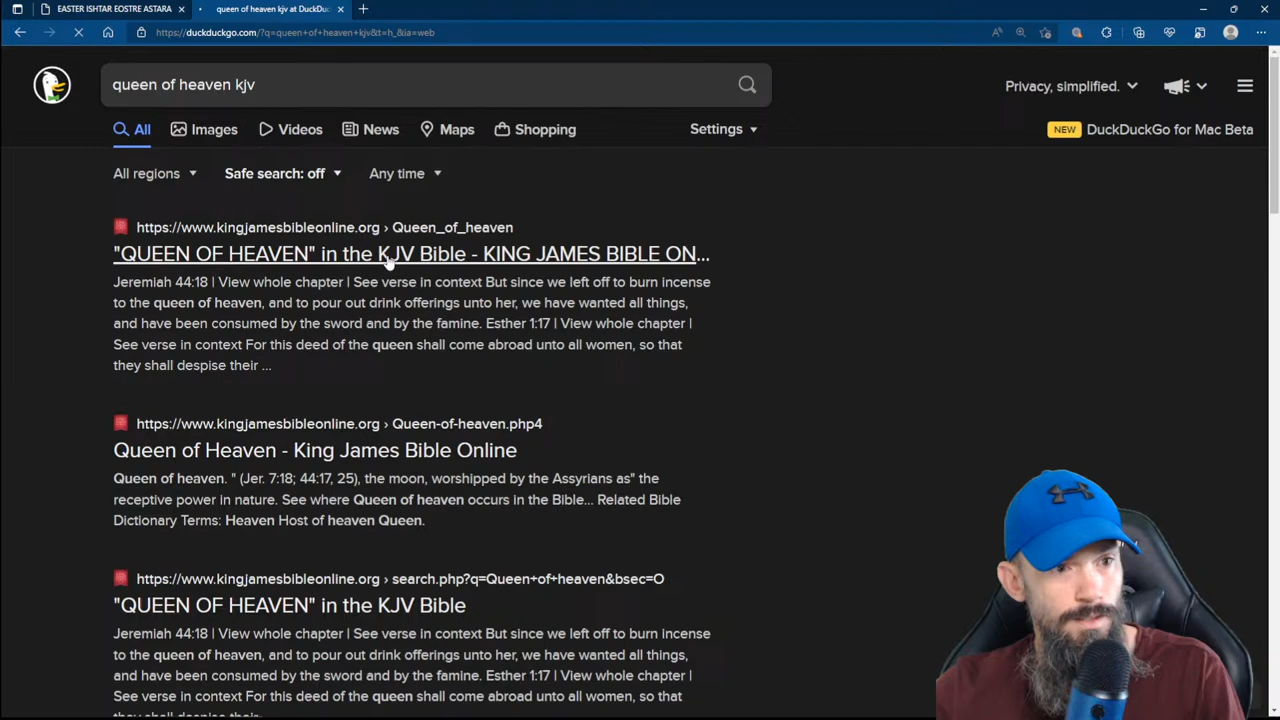 EASTER ISHTAR EOSTRE ASTARA
queen of heaven kjv at DuckDuc
https://duckduckgo.com/?q=queen+of+heaven+kjv&t=h_&ia=web
queen of heaven kjv
Privacy, simplified.
All
Images
Videos
News
Maps
Shopping
Settings
NEW
DuckDuckGo for Mac Beta
All regions
Safe search: off
Any time
https://www.kingjamesbibleonline.org › Queen_of_heaven
"QUEEN OF HEAVEN" in the KJV Bible - KING JAMES BIBLE ON...
Jeremiah 44:18 | View whole chapter | See verse in context But since we left off to burn incense
to the queen of heaven, and to pour out drink offerings unto her, we have wanted all things,
and have been consumed by the sword and by the famine. Esther 1:17 | View whole chapter |
See verse in context For this deed of the queen shall come abroad unto all women, so that
they shall despise their ...
https://www.kingjamesbibleonline.org › Queen-of-heaven.php4
Queen of Heaven - King James Bible Online
Queen of heaven. " (Jer. 7:18; 44:17, 25), the moon, worshipped by the Assyrians as" the
receptive power in nature. See where Queen of heaven occurs in the Bible... Related Bible
Dictionary Terms: Heaven Host of heaven Queen.
https://www.kingjamesbibleonline.org › search.php?q=Queen+of+heaven&bsec=O
"QUEEN OF HEAVEN" in the KJV Bible
Jeremiah 44:18 | View whole chapter | See verse in context But since we left off to burn incense
to the queen of heaven, and to pour out drink offerings unto her, we have wanted all things,
and have been consumed by the sword and by the famine. Esther 1:17 | View whole chapter |
See verse in context For this deed of the queen shall come abroad unto all women, so that
they shall despise their